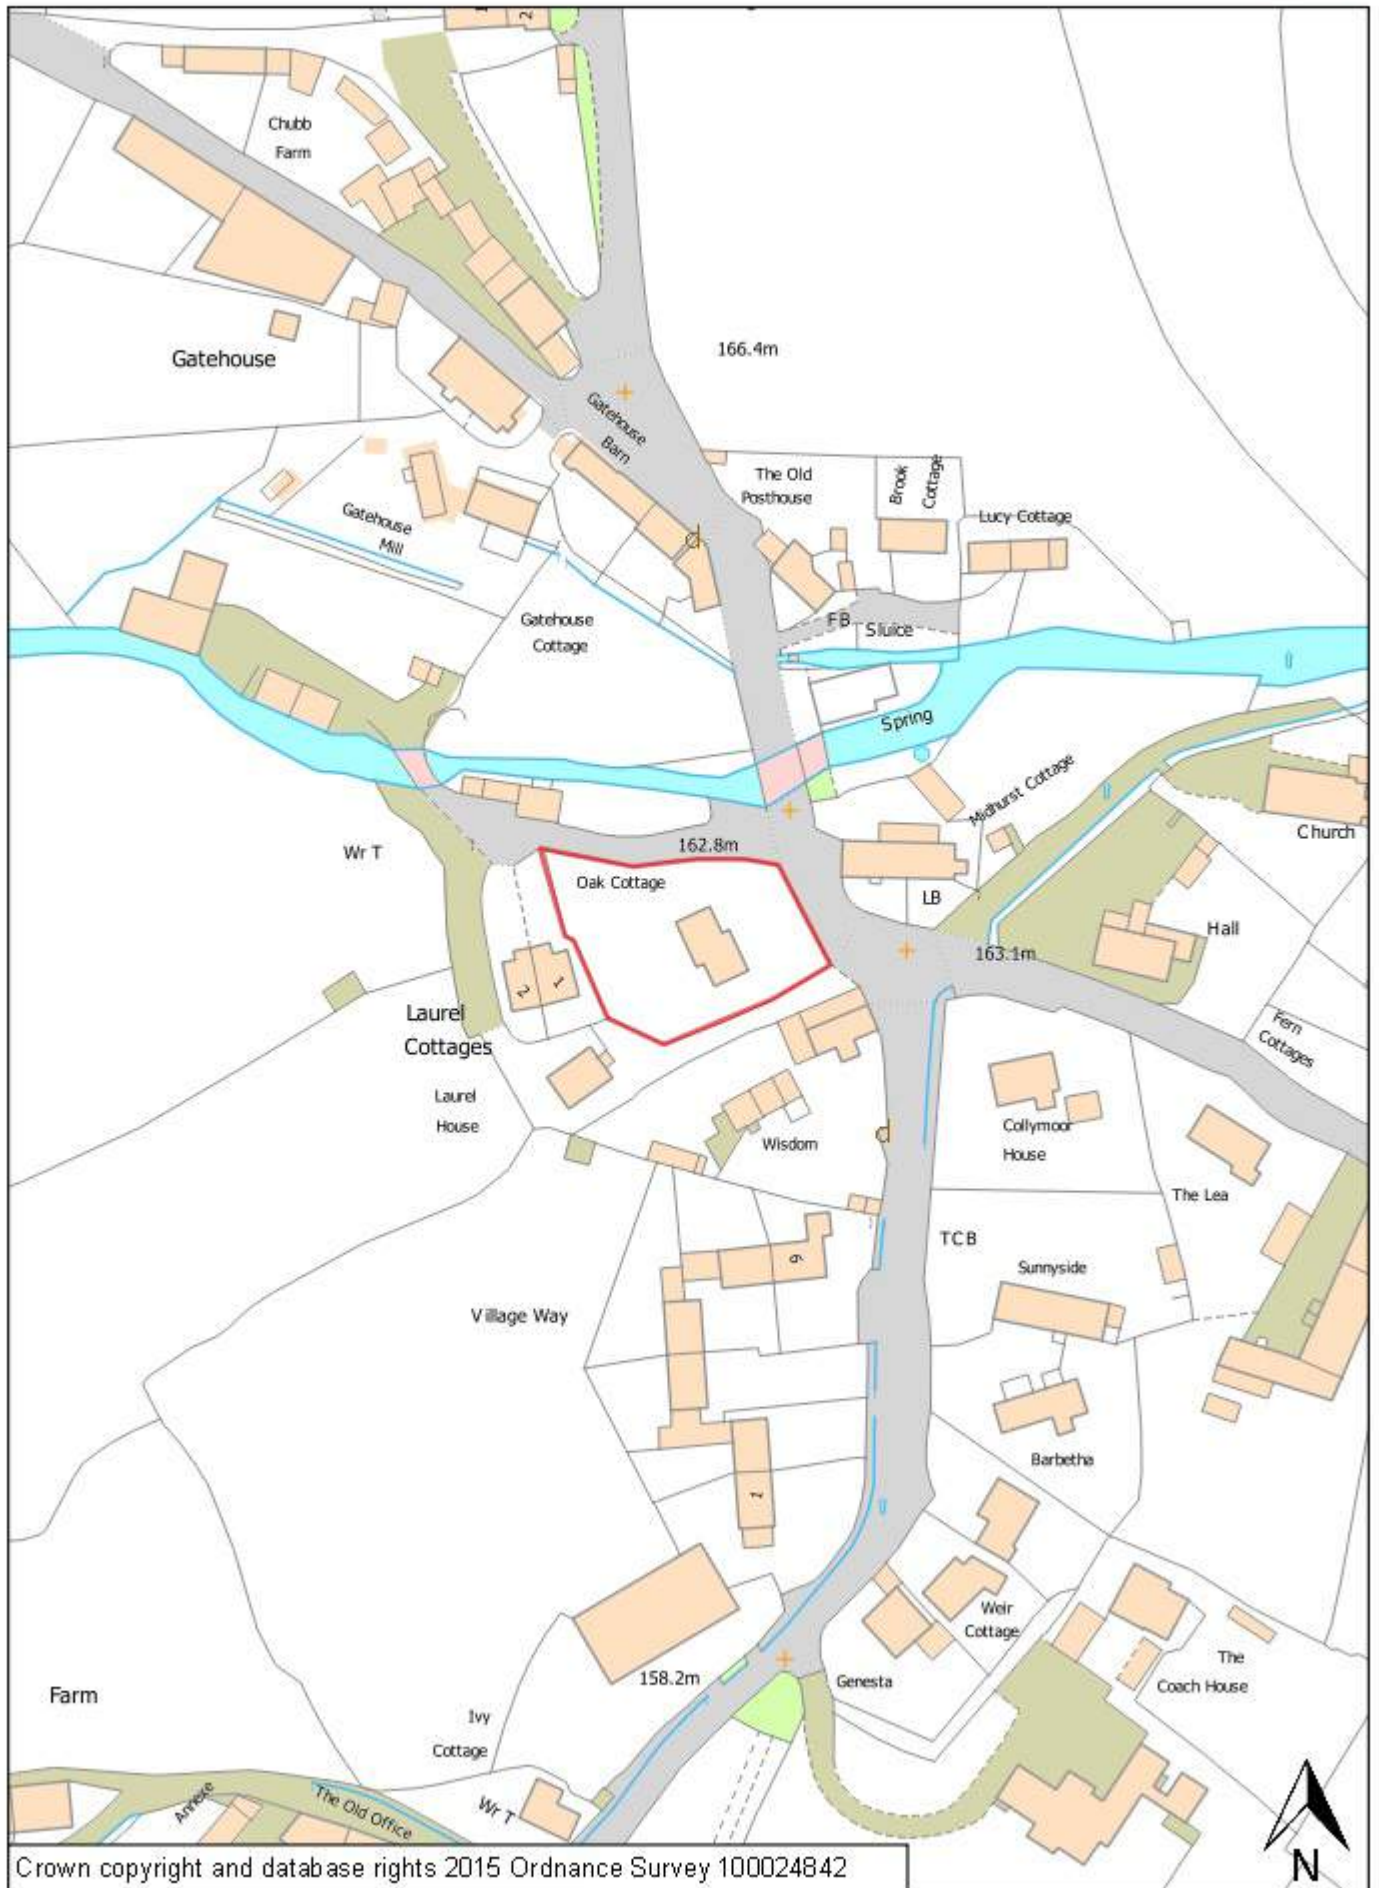 2
Chubb
Farm
Gatehouse
166.4m
Gatehouse
Barn
The Old
Posthouse
Brook
Cottage
Lucy Cottage
Gatehouse
Mill
Gatehouse
Cottage
FB
Sluice
Spring
Midhurst Cottage
Church
162.8m
Wr T
Oak Cottage
LB
Hall
163.1m
1
2
Laurel
Cottages
Fern
Cottages
Laurel
House
Wisdom
Collymoor
House
The Lea
TCB
Sunnyside
6
Village Way
Barbetha
1
Weir
Cottage
The
Coach House
158.2m
Genesta
Farm
Ivy
Cottage
Annexe
The Old Office
Wr T
N
Crown copyright and database rights 2015 Ordnance Survey 100024842